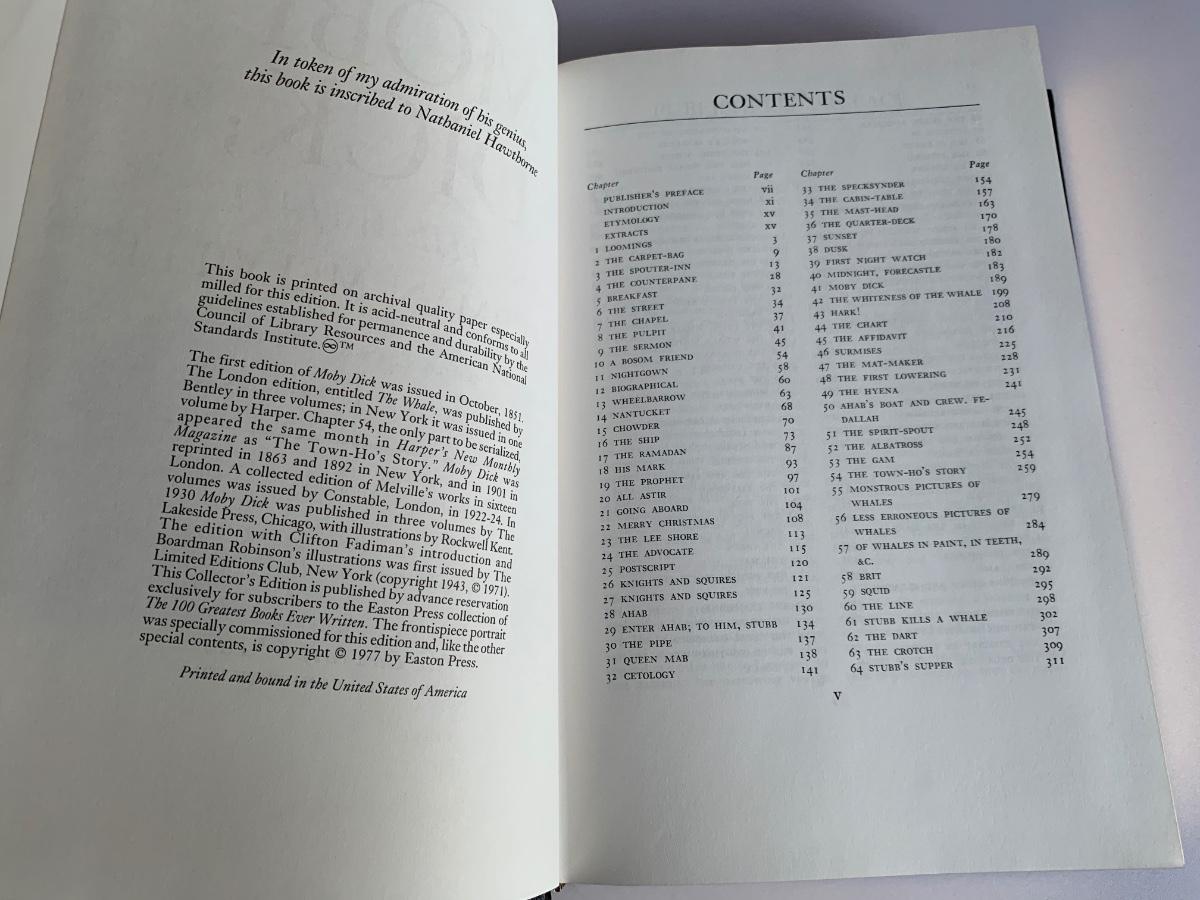 In token of my admiration of his genius,
this book is inscribed to Nathaniel Hawthorne
This book is printed on archival quality paper especially
milled for this edition. It is acid-neutral and conforms to all
guidelines established for permanence and durability by the
Council of Library Resources and the American National
Standards Institute.♾™
The first edition of Moby Dick was issued in October, 1851.
The London edition, entitled The Whale, was published by
Bentley in three volumes; in New York it was issued in one
volume by Harper. Chapter 54, the only part to be serialized,
appeared the same month in Harper's New Monthly
Magazine as "The Town-Ho's Story." Moby Dick was
reprinted in 1863 and 1892 in New York, and in 1901 in
London. A collected edition of Melville's works in sixteen
volumes was issued by Constable, London, in 1922-24. In
1930 Moby Dick was published in three volumes by The
Lakeside Press, Chicago, with illustrations by Rockwell Kent.
The edition with Clifton Fadiman's introduction and
Boardman Robinson's illustrations was first issued by The
Limited Editions Club, New York (copyright 1943, © 1971).
This Collector's Edition is published by advance reservation
exclusively for subscribers to the Easton Press collection of
The 100 Greatest Books Ever Written. The frontispiece portrait
was specially commissioned for this edition and, like the other
special contents, is copyright © 1977 by Easton Press.
Printed and bound in the United States of America
CONTENTS
Chapter Page
PUBLISHER'S PREFACE vii
INTRODUCTION xi
ETYMOLOGY xv
EXTRACTS xv
1 LOOMINGS 3
2 THE CARPET-BAG 9
3 THE SPOUTER-INN 13
4 THE COUNTERPANE 28
5 BREAKFAST 32
6 THE STREET 34
7 THE CHAPEL 37
8 THE PULPIT 41
9 THE SERMON 45
10 A BOSOM FRIEND 54
11 NIGHTGOWN 58
12 BIOGRAPHICAL 60
13 WHEELBARROW 63
14 NANTUCKET 68
15 CHOWDER 70
16 THE SHIP 73
17 THE RAMADAN 87
18 HIS MARK 93
19 THE PROPHET 97
20 ALL ASTIR 101
21 GOING ABOARD 104
22 MERRY CHRISTMAS 108
23 THE LEE SHORE 113
24 THE ADVOCATE 115
25 POSTSCRIPT 120
26 KNIGHTS AND SQUIRES 121
27 KNIGHTS AND SQUIRES 125
28 AHAB 130
29 ENTER AHAB; TO HIM, STUBB 134
30 THE PIPE 137
31 QUEEN MAB 138
32 CETOLOGY 141
Chapter Page
33 THE SPECKSYNDER 154
34 THE CABIN-TABLE 157
35 THE MAST-HEAD 163
36 THE QUARTER-DECK 170
37 SUNSET 178
38 DUSK 180
39 FIRST NIGHT WATCH 182
40 MIDNIGHT, FORECASTLE 183
41 MOBY DICK 189
42 THE WHITENESS OF THE WHALE 199
43 HARK! 208
44 THE CHART 210
45 THE AFFIDAVIT 216
46 SURMISES 225
47 THE MAT-MAKER 228
48 THE FIRST LOWERING 231
49 THE HYENA 241
50 AHAB'S BOAT AND CREW. FE-
DALLAH 245
51 THE SPIRIT-SPOUT 248
52 THE ALBATROSS 252
53 THE GAM 254
54 THE TOWN-HO'S STORY 259
55 MONSTROUS PICTURES OF
WHALES 279
56 LESS ERRONEOUS PICTURES OF
WHALES 284
57 OF WHALES IN PAINT, IN TEETH,
&C. 289
58 BRIT 292
59 SQUID 295
60 THE LINE 298
61 STUBB KILLS A WHALE 302
62 THE DART 307
63 THE CROTCH 309
64 STUBB'S SUPPER 311
V